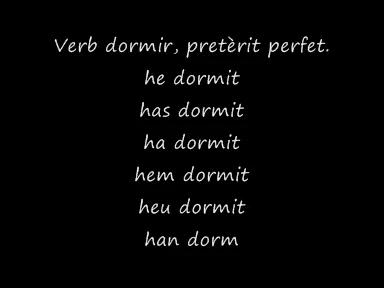 Verb dormir, pretèrit perfet.
he dormit
has dormit
ha dormit
hem dormit
heu dormit
han dorm